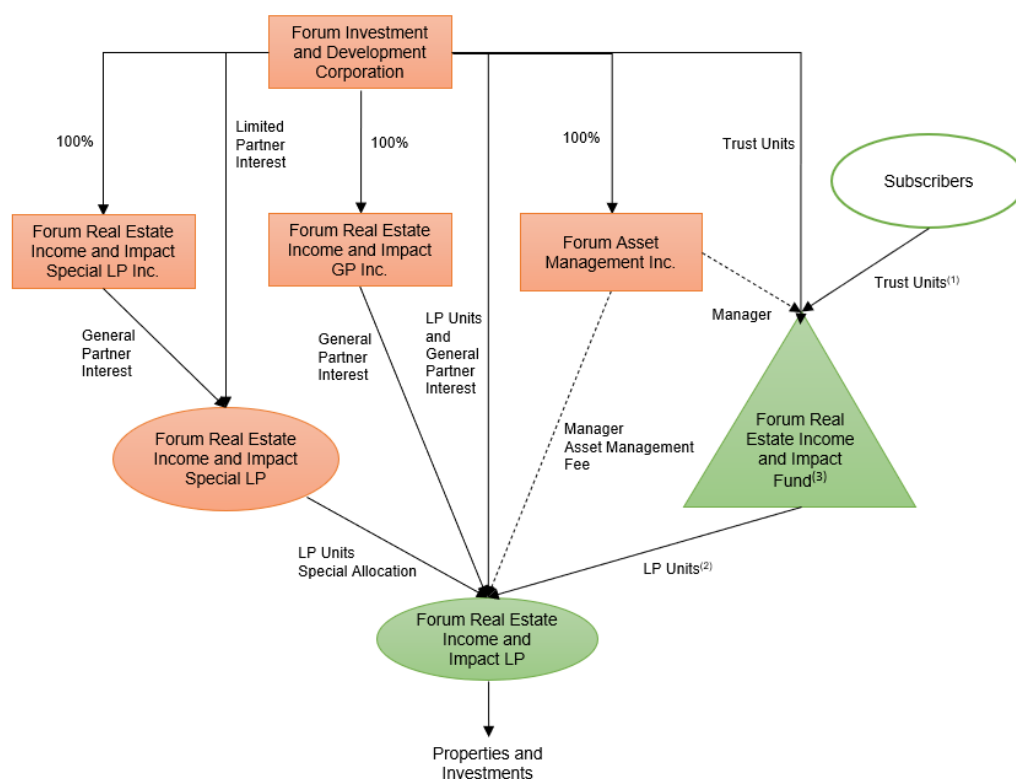 Forum Investment
and Development
Corporation
100%
Limited
Partner
Interest
100%
100%
Trust Units
Subscribers
Forum Real Estate
Income and Impact
Special LP Inc.
Forum Real Estate
Income and Impact
GP Inc.
Forum Asset
Management Inc.
Trust Units(1)
Manager
General
Partner
Interest
General
Partner
Interest
LP Units
and
General
Partner
Interest
Manager
Asset Management
Fee
Forum Real
Estate Income
and Impact
Fund(3)
Forum Real Estate
Income and Impact
Special LP
LP Units
Special Allocation
LP Units(2)
Forum Real Estate
Income and
Impact LP
Properties and
Investments